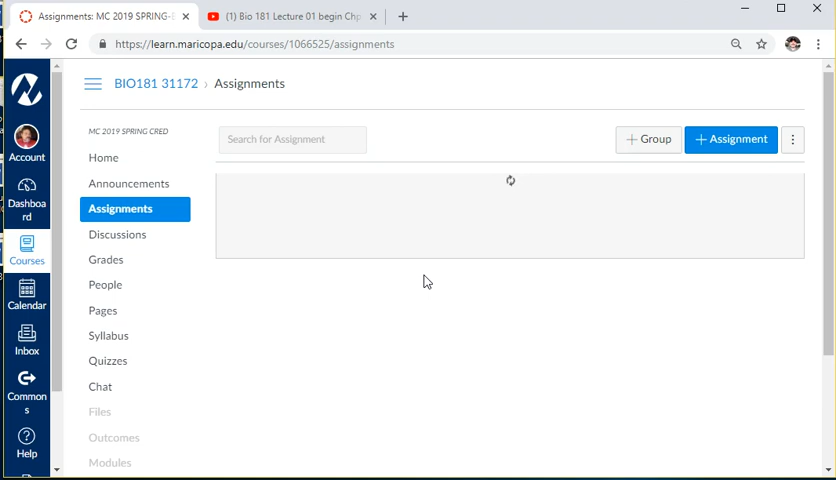 Assignments: MC 2019 SPRING-E
(1) Bio 181 Lecture 01 begin Chp
https://learn.maricopa.edu/courses/1066525/assignments
BIO181 31172 › Assignments
MC 2019 SPRING CRED
Search for Assignment
+ Group
+ Assignment
Account
Dashboa
rd
Courses
Calendar
Inbox
Common
s
Help
Home
Announcements
Assignments
Discussions
Grades
People
Pages
Syllabus
Quizzes
Chat
Files
Outcomes
Modules